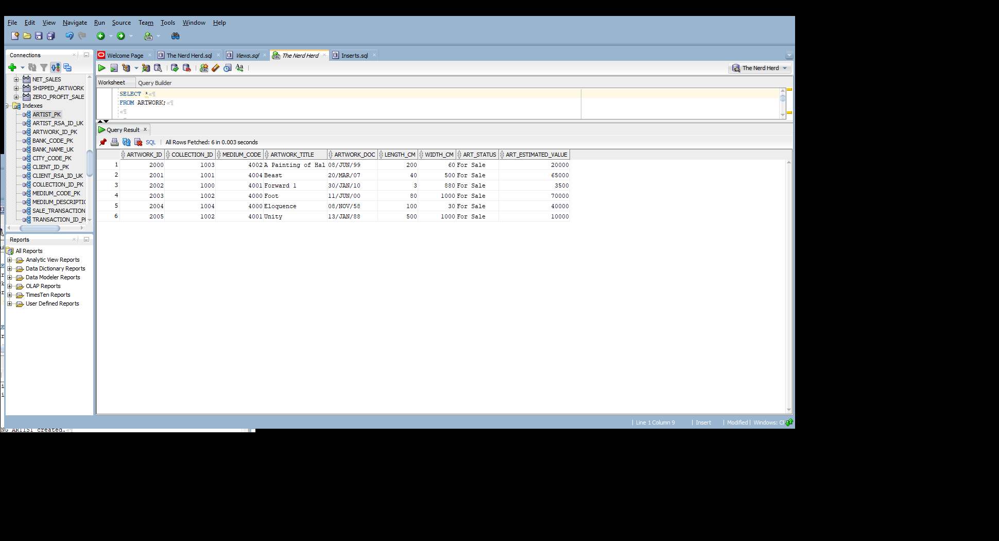 File Edit View Navigate Run Source Team Tools Window Help
Connections
NET_SALES
SHIPPED_ARTWORK
ZERO_PROFIT_SALE
Indexes
ARTIST_PK
ARTIST_RSA_ID_UK
ARTWORK_ID_PK
BANK_CODE_PK
BANK_NAME_UK
CITY_CODE_PK
CLIENT_ID_PK
CLIENT_RSA_ID_UK
COLLECTION_ID_PK
MEDIUM_CODE_PK
MEDIUM_DESCRIPTI
SALE_TRANSACTION
TRANSACTION_ID_P
Reports
All Reports
Analytic View Reports
Data Dictionary Reports
Data Modeler Reports
OLAP Reports
TimesTen Reports
User Defined Reports
Welcome Page The Nerd Herd.sql Views.sql The Nerd Herd Inserts.sql
The Nerd Herd
Worksheet Query Builder
SELECT *
FROM ARTWORK;
Query Result
SQL All Rows Fetched: 6 in 0.003 seconds
ARTWORK_ID COLLECTION_ID MEDIUM_CODE ARTWORK_TITLE ARTWORK_DOC LENGTH_CM WIDTH_CM ART_STATUS ART_ESTIMATED_VALUE
1 2000 1003 4002 A Painting of Hal 08/JUN/99 200 60 For Sale 20000
2 2001 1001 4004 Beast 20/MAR/07 40 500 For Sale 65000
3 2002 1000 4001 Forward 1 30/JAN/10 3 880 For Sale 3500
4 2003 1002 4000 Foot 11/JUN/00 80 1000 For Sale 70000
5 2004 1004 4000 Eloquence 08/NOV/58 100 30 For Sale 40000
6 2005 1002 4001 Unity 13/JAN/88 500 1000 For Sale 10000
Line 1 Column 9 Insert Modified Windows: C
NG ARTIST created.